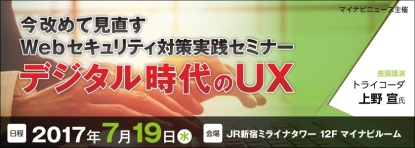 マイナビニュース主催
今改めて見直す
Webセキュリティ対策実践セミナー
デジタル時代のUX
基調講演
トライコーダ
上野 宣氏
日程 2017年7月19日水 会場 JR新宿ミライナタワー 12F マイナビルーム